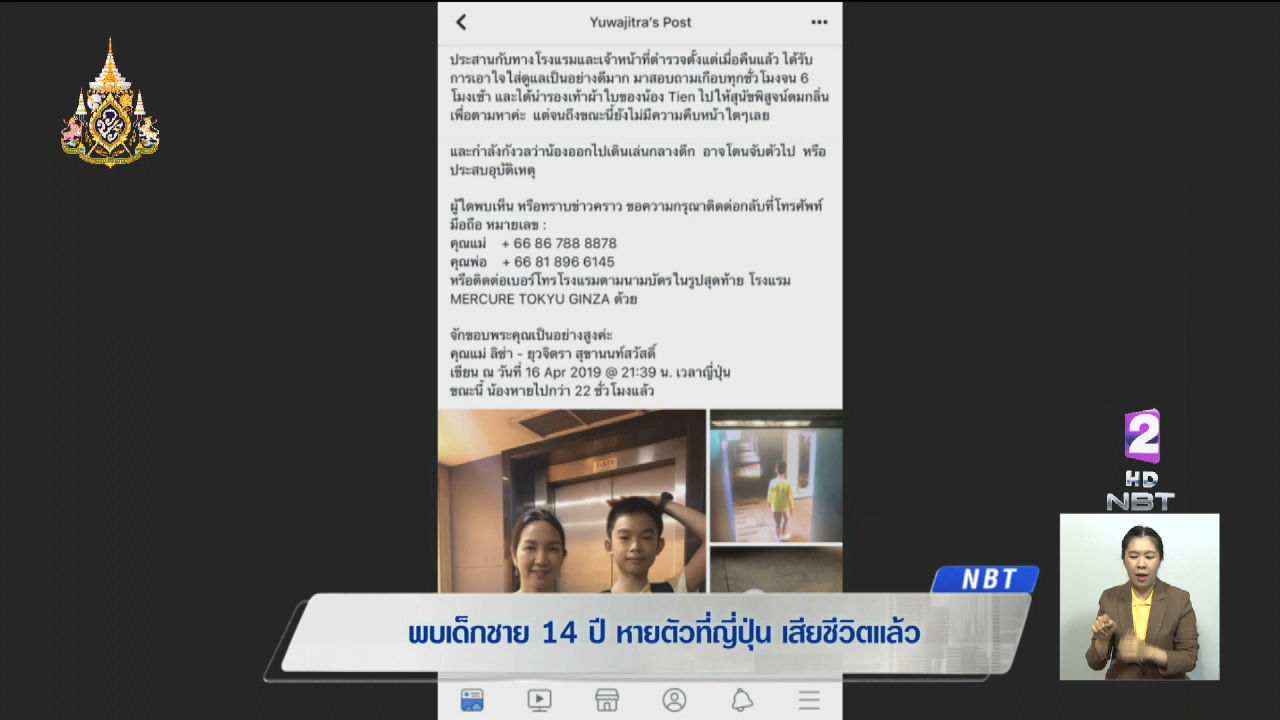 Yuwajitra's Post
ประสานกับทางโรงแรมและเจ้าหน้าที่ตำรวจตั้งแต่เมื่อคืนแล้ว ได้รับ
การเอาใจใส่ดูแลเป็นอย่างดีมาก มาสอบถามเกือบทุกชั่วโมงจน 6
โมงเช้า และได้นำรองเท้าผ้าใบของน้อง Tien ไปให้สุนัขพิสูจน์ดมกลิ่น
เพื่อตามหาค่ะ แต่จนถึงขณะนี้ยังไม่มีความคืบหน้าใดๆเลย
และกำลังกังวลว่าน้องออกไปเดินเล่นกลางดึก อาจโดนจับตัวไป หรือ
ประสบอุบัติเหตุ
ผู้ใดพบเห็น หรือทราบข่าวคราว ขอความกรุณาติดต่อกลับที่โทรศัพท์
มือถือ หมายเลข :
คุณแม่ + 66 86 788 8878
คุณพ่อ + 66 81 896 6145
หรือติดต่อเบอร์โทรโรงแรมตามนามบัตรในรูปสุดท้าย โรงแรม
MERCURE TOKYU GINZA ด้วย
จักขอบพระคุณเป็นอย่างสูงค่ะ
คุณแม่ ลิซ่า - ยุวจิตรา สุขานนท์สวัสดิ์
เขียน ณ วันที่ 16 Apr 2019 @ 21:39 น. เวลาญี่ปุ่น
ขณะนี้ น้องหายไปกว่า 22 ชั่วโมงแล้ว
2
HD
NBT
NBT
พบเด็กชาย 14 ปี หายตัวที่ญี่ปุ่น เสียชีวิตแล้ว